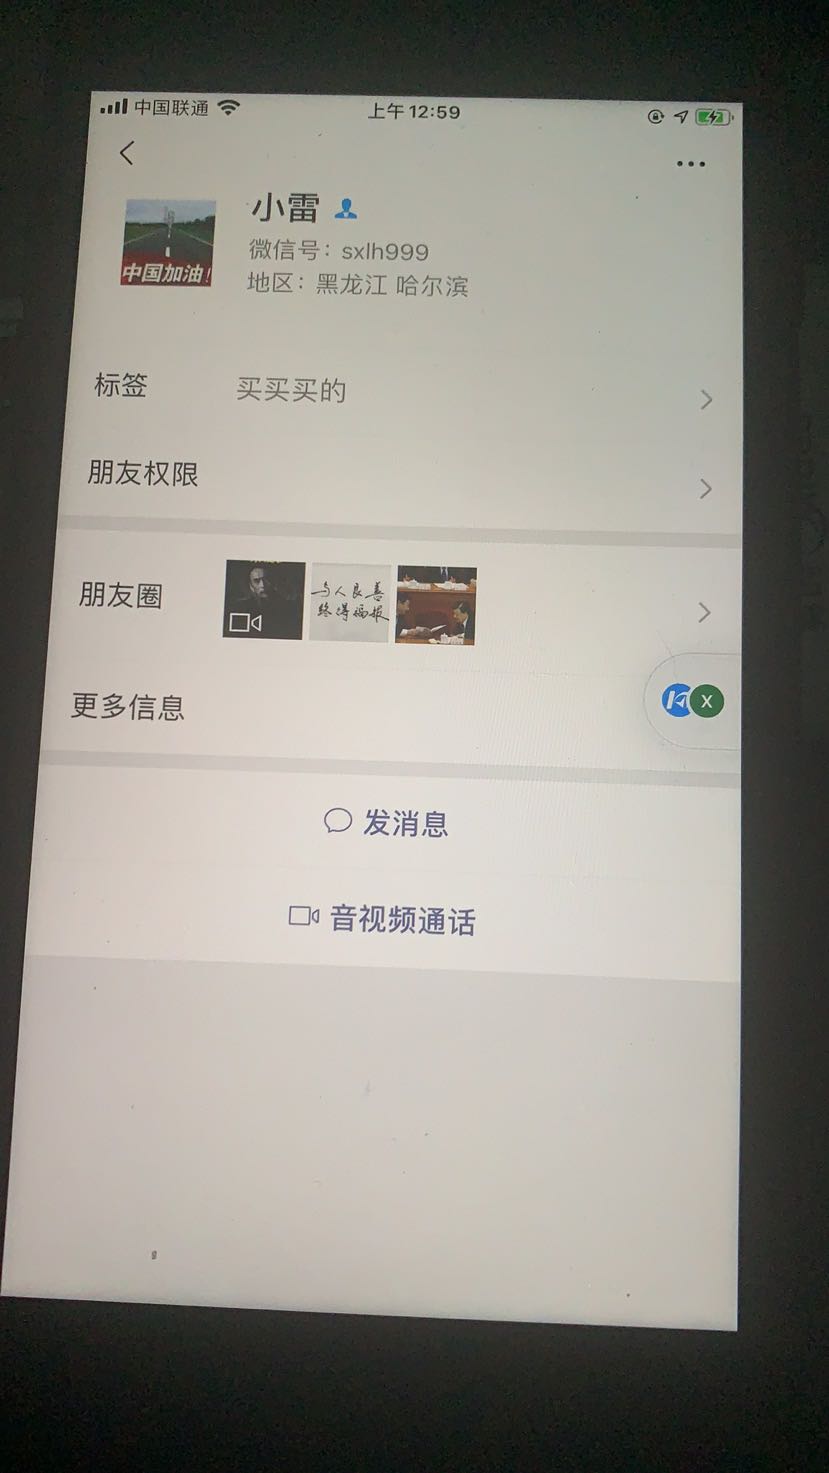 中国联通
上午12:59
小雷
微信号：sxlh999
中国加油！
地区：黑龙江 哈尔滨
标签 买买买的
朋友权限
朋友圈
与人良善
终得福报
更多信息
X
发消息
音视频通话